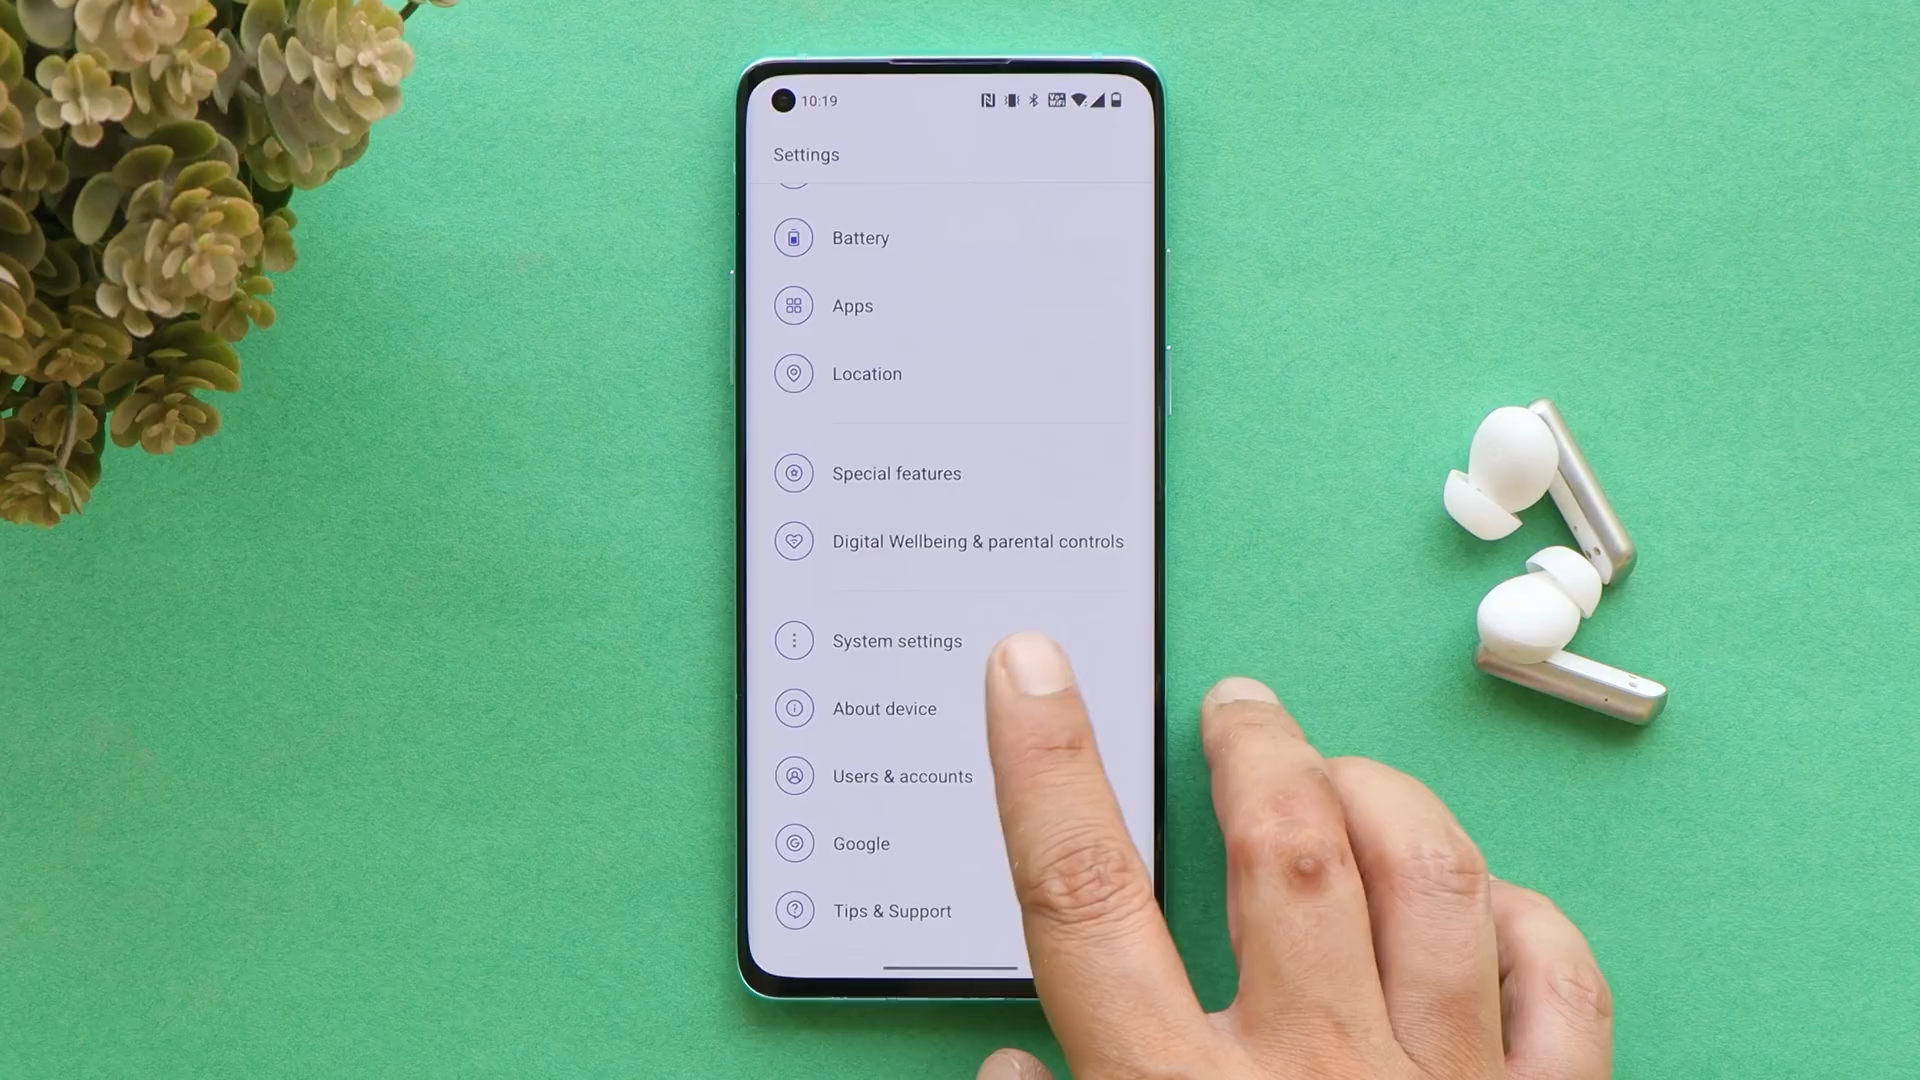 10:19
Settings
Battery
Apps
Location
Special features
Digital Wellbeing & parental controls
System settings
About device
Users & accounts
Google
Tips & Support